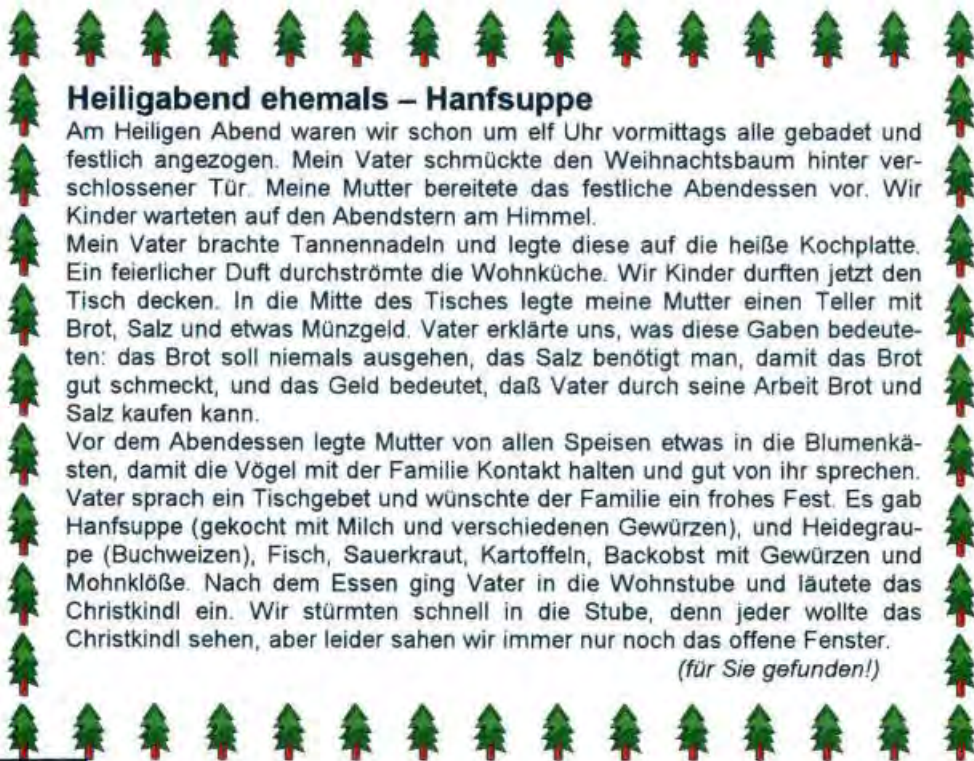 Heiligabend ehemals – Hanfsuppe
Am Heiligen Abend waren wir schon um elf Uhr vormittags alle gebadet und
festlich angezogen. Mein Vater schmückte den Weihnachtsbaum hinter ver-
schlossener Tür. Meine Mutter bereitete das festliche Abendessen vor. Wir
Kinder warteten auf den Abendstern am Himmel.
Mein Vater brachte Tannennadeln und legte diese auf die heiße Kochplatte.
Ein feierlicher Duft durchströmte die Wohnküche. Wir Kinder durften jetzt den
Tisch decken. In die Mitte des Tisches legte meine Mutter einen Teller mit
Brot, Salz und etwas Münzgeld. Vater erklärte uns, was diese Gaben bedeute-
ten: das Brot soll niemals ausgehen, das Salz benötigt man, damit das Brot
gut schmeckt, und das Geld bedeutet, daß Vater durch seine Arbeit Brot und
Salz kaufen kann.
Vor dem Abendessen legte Mutter von allen Speisen etwas in die Blumenkä-
sten, damit die Vögel mit der Familie Kontakt halten und gut von ihr sprechen.
Vater sprach ein Tischgebet und wünschte der Familie ein frohes Fest. Es gab
Hanfsuppe (gekocht mit Milch und verschiedenen Gewürzen), und Heidegrau-
pe (Buchweizen), Fisch, Sauerkraut, Kartoffeln, Backobst mit Gewürzen und
Mohnklöße. Nach dem Essen ging Vater in die Wohnstube und läutete das
Christkindl ein. Wir stürmten schnell in die Stube, denn jeder wollte das
Christkindl sehen, aber leider sahen wir immer nur noch das offene Fenster.
(für Sie gefunden!)